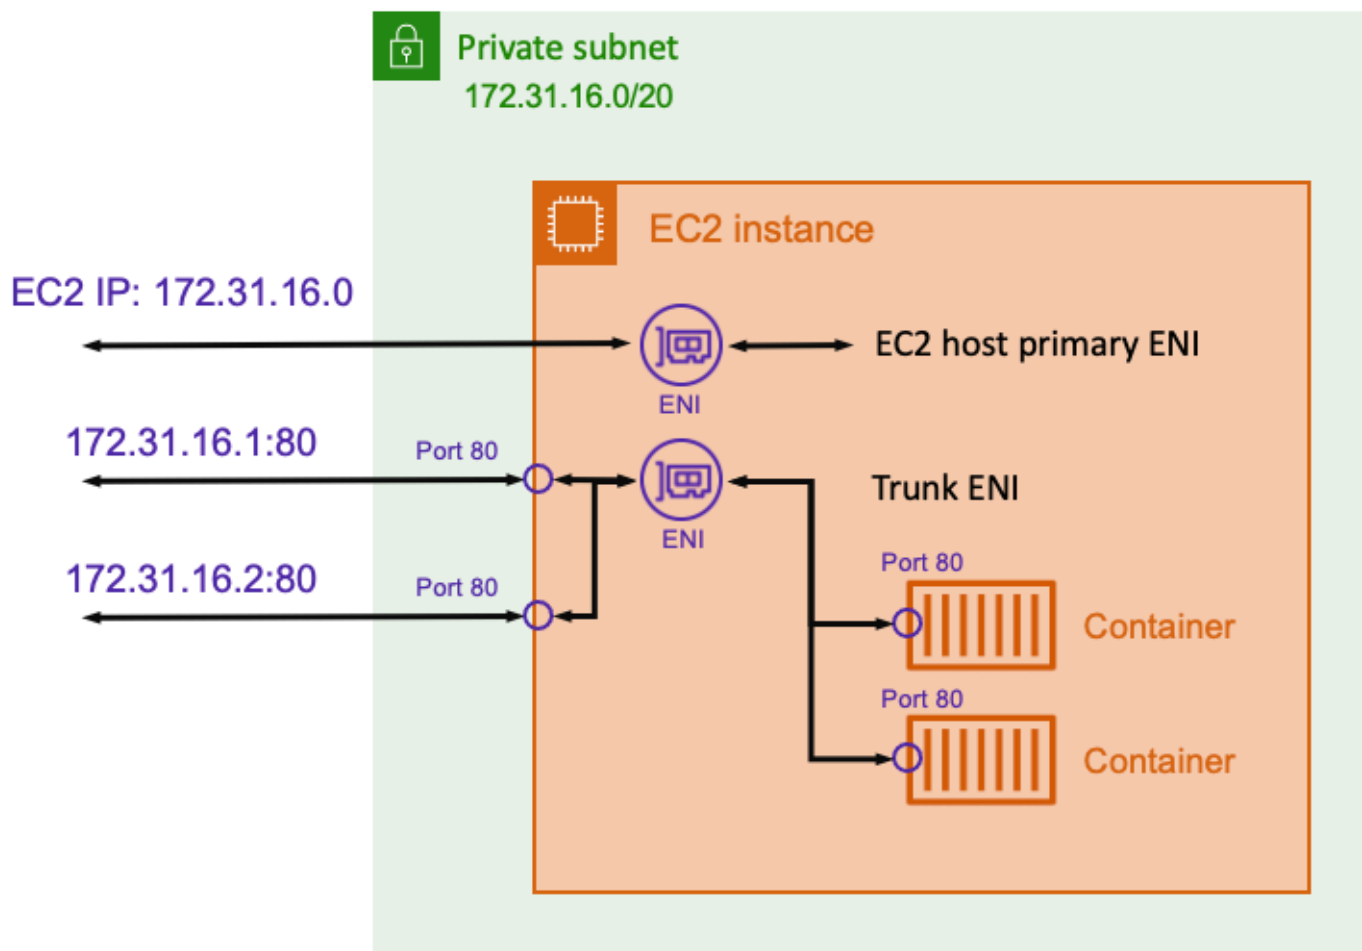 Private subnet
172.31.16.0/20
EC2 instance
EC2 IP: 172.31.16.0
EC2 host primary ENI
ENI
172.31.16.1:80
Port 80
Trunk ENI
ENI
172.31.16.2:80
Port 80
Port 80
Container
Port 80
Container